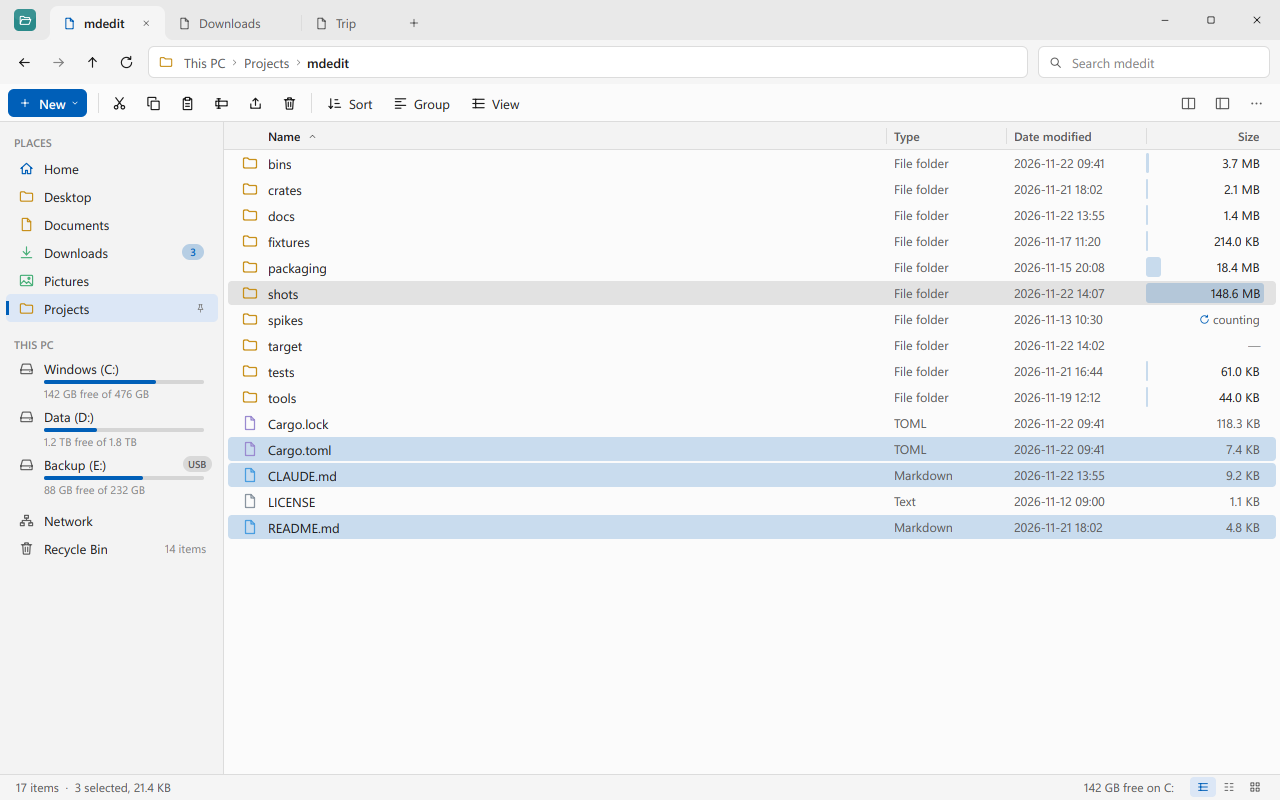 mdedit
Downloads
Trip
This PC
Projects
mdedit
Search mdedit
New
Sort
Group
View
PLACES
Home
Desktop
Documents
Downloads 3
Pictures
Projects
THIS PC
Windows (C:)
142 GB free of 476 GB
Data (D:)
1.2 TB free of 1.8 TB
Backup (E:) USB
88 GB free of 232 GB
Network
Recycle Bin 14 items
Name Type Date modified Size
bins File folder 2026-11-22 09:41 3.7 MB
crates File folder 2026-11-21 18:02 2.1 MB
docs File folder 2026-11-22 13:55 1.4 MB
fixtures File folder 2026-11-17 11:20 214.0 KB
packaging File folder 2026-11-15 20:08 18.4 MB
shots File folder 2026-11-22 14:07 148.6 MB
spikes File folder 2026-11-13 10:30 counting
target File folder 2026-11-22 14:02 —
tests File folder 2026-11-21 16:44 61.0 KB
tools File folder 2026-11-19 12:12 44.0 KB
Cargo.lock TOML 2026-11-22 09:41 118.3 KB
Cargo.toml TOML 2026-11-22 09:41 7.4 KB
CLAUDE.md Markdown 2026-11-22 13:55 9.2 KB
LICENSE Text 2026-11-12 09:00 1.1 KB
README.md Markdown 2026-11-21 18:02 4.8 KB
17 items · 3 selected, 21.4 KB
142 GB free on C: